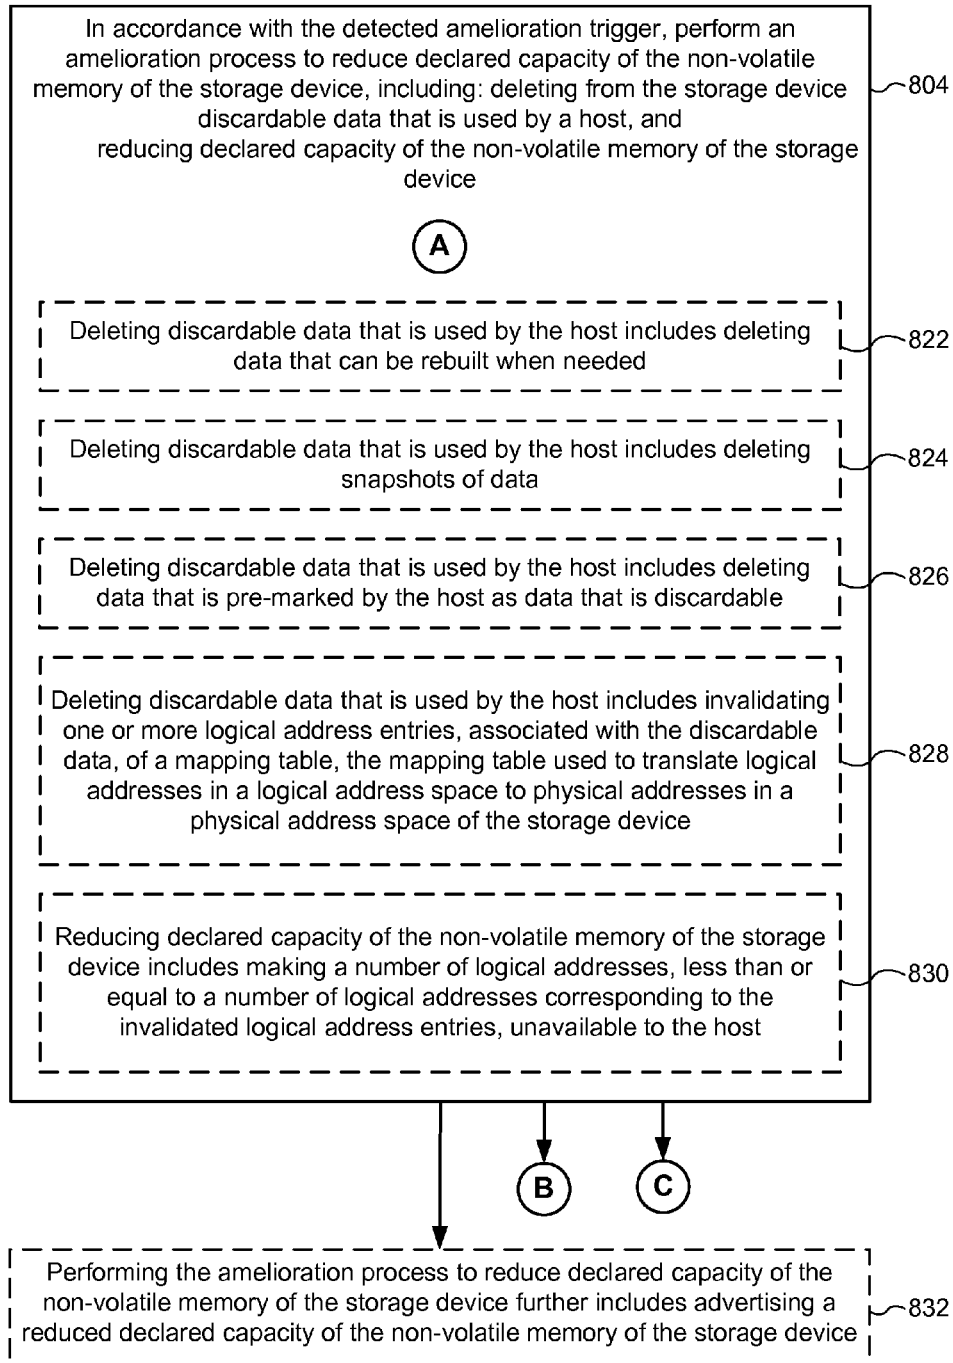 In accordance with the detected amelioration trigger, perform an
amelioration process to reduce declared capacity of the non-volatile
memory of the storage device, including: deleting from the storage device
discardable data that is used by a host, and
reducing declared capacity of the non-volatile memory of the storage
device
804
A
Deleting discardable data that is used by the host includes deleting
data that can be rebuilt when needed
822
Deleting discardable data that is used by the host includes deleting
snapshots of data
824
Deleting discardable data that is used by the host includes deleting
data that is pre-marked by the host as data that is discardable
826
Deleting discardable data that is used by the host includes invalidating
one or more logical address entries, associated with the discardable
data, of a mapping table, the mapping table used to translate logical
addresses in a logical address space to physical addresses in a
physical address space of the storage device
828
Reducing declared capacity of the non-volatile memory of the storage
device includes making a number of logical addresses, less than or
equal to a number of logical addresses corresponding to the
invalidated logical address entries, unavailable to the host
830
B
C
Performing the amelioration process to reduce declared capacity of the
non-volatile memory of the storage device further includes advertising a
reduced declared capacity of the non-volatile memory of the storage device
832